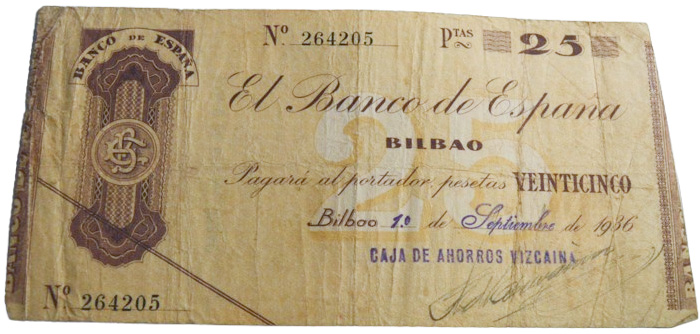 BANCO DE ESPAÑA
Nº 264205
PTAS 25
El Banco de España
BILBAO
25
Pagará al portador, pesetas VEINTICINCO
Bilbao 1º de Septiembre de 1936
CAJA DE AHORROS VIZCAINA
Nº 264205